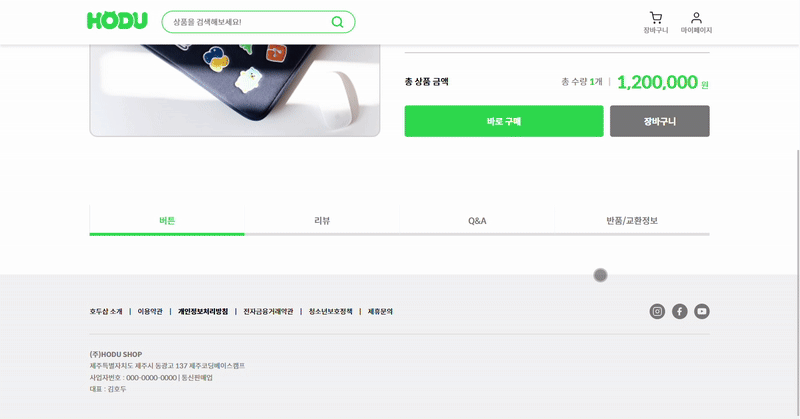 HODU
상품을 검색해보세요!
장바구니
마이페이지
총 상품 금액
총 수량 1개 | 1,200,000 원
바로 구매
장바구니
버튼
리뷰
Q&A
반품/교환정보
호두샵 소개 | 이용약관 | 개인정보처리방침 | 전자금융거래약관 | 청소년보호정책 | 제휴문의
(주)HODU SHOP
제주특별자치도 제주시 동광고 137 제주코딩베이스캠프
사업자번호 : 000-0000-0000 | 통신판매업
대표 : 김호두